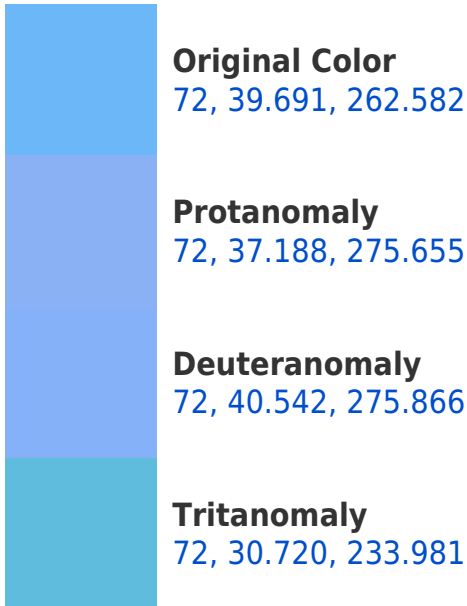 Original Color
72, 39.691, 262.582
Protanomaly
72, 37.188, 275.655
Deuteranomaly
72, 40.542, 275.866
Tritanomaly
72, 30.720, 233.981